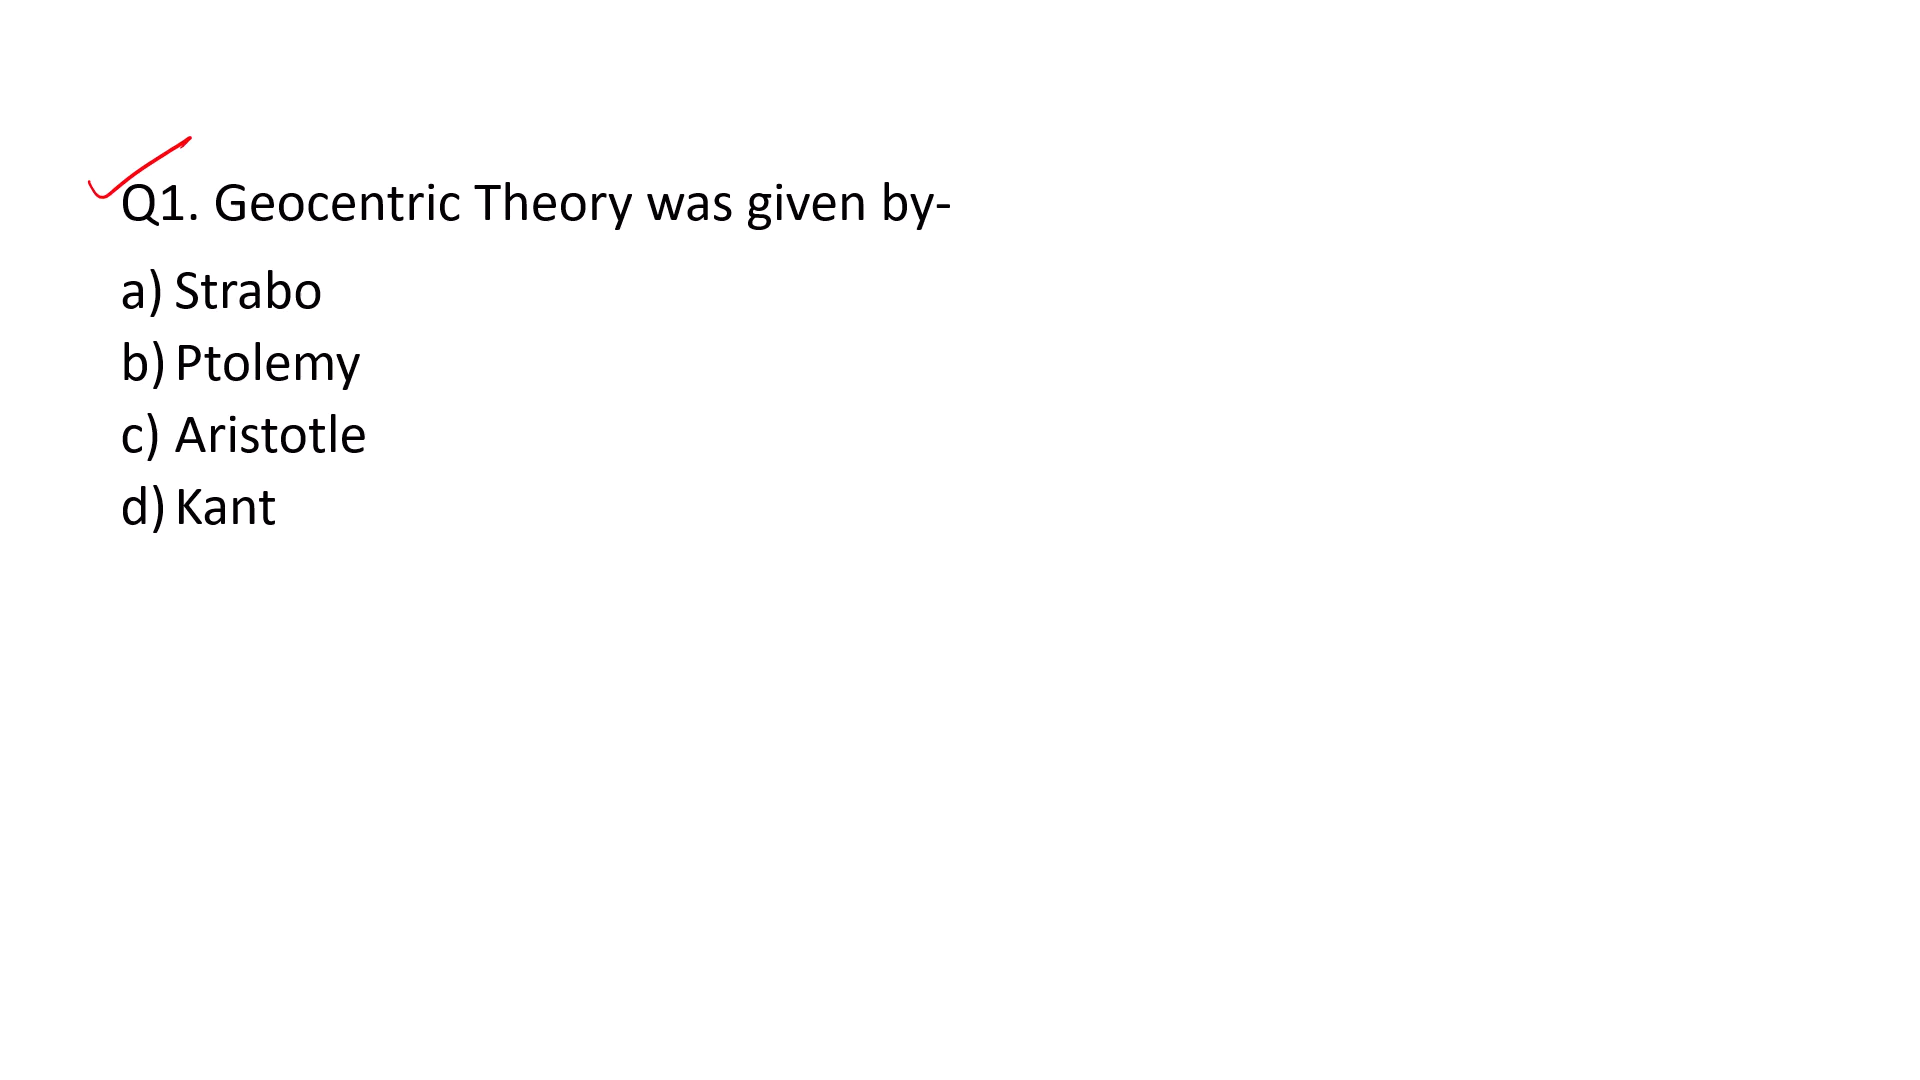 Q1. Geocentric Theory was given by-
a) Strabo
b) Ptolemy
c) Aristotle
d) Kant